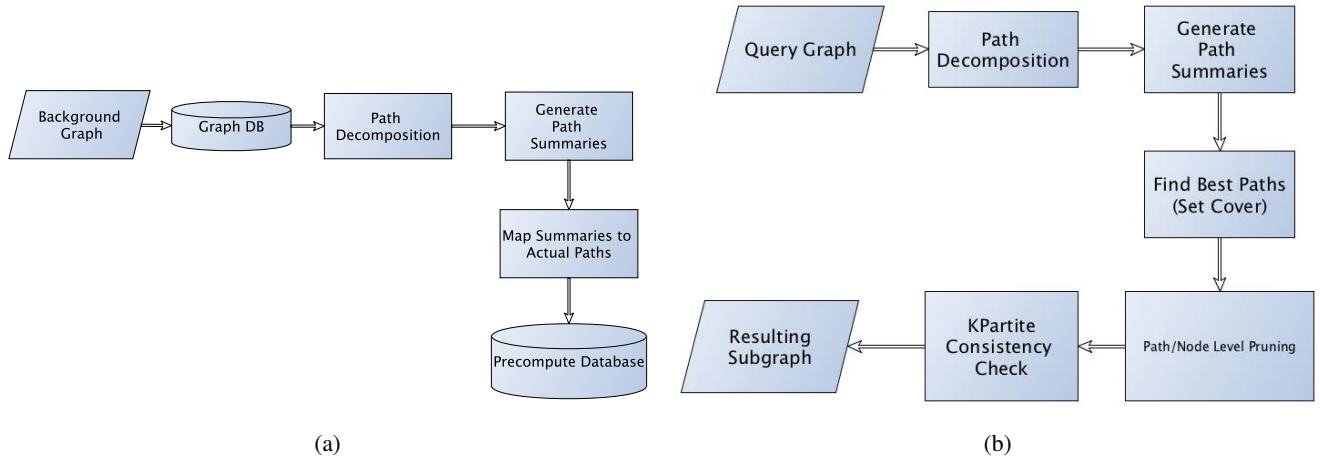 Background
Graph
Graph DB
Path
Decomposition
Generate
Path
Summaries
Map Summaries to
Actual Paths
Precompute Database
(a)
Query Graph
Path
Decomposition
Generate
Path
Summaries
Find Best Paths
(Set Cover)
Path/Node Level Pruning
KPartite
Consistency
Check
Resulting
Subgraph
(b)